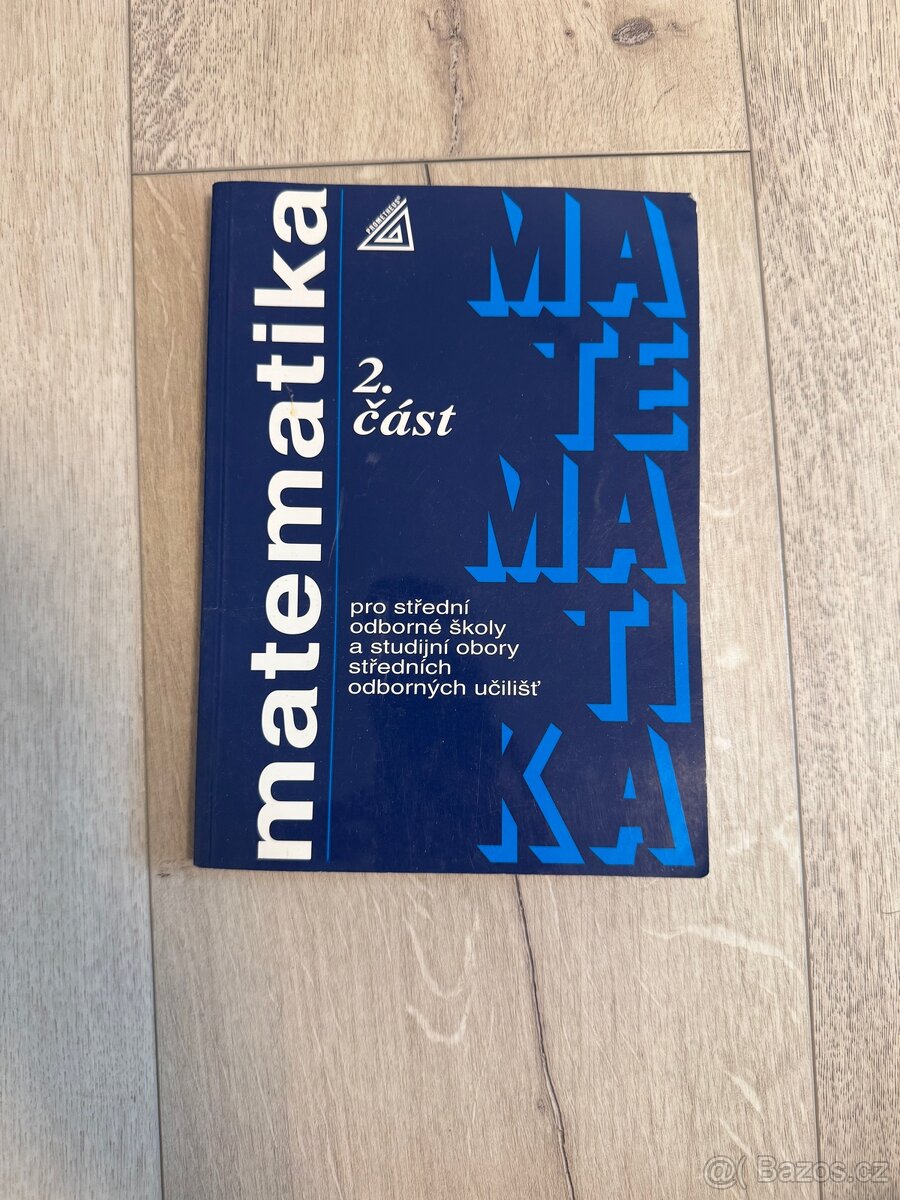 matematika
PROMETHEUS
2.
část
pro střední
odborné školy
a studijní obory
středních
odborných učilišť
MA
TE
MA
TI
KA
@( Bazos.cz